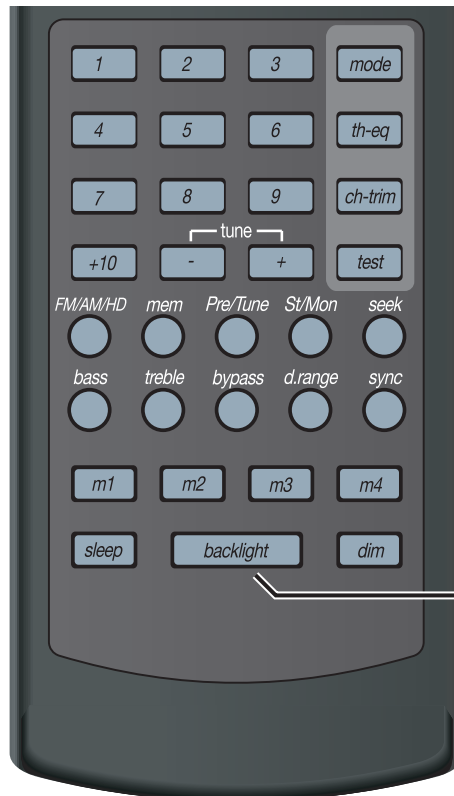 1 2 3 mode
4 5 6 th-eq
7 8 9 ch-trim
tune
+10 - + test
FM/AM/HD mem Pre/Tune St/Mon seek
bass treble bypass d.range sync
m1 m2 m3 m4
sleep backlight dim